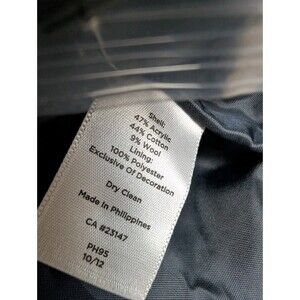 Shell:
47% Acrylic
44% Cotton
9% Wool
Lining:
100% Polyester
Exclusive Of Decoration
Dry Clean
Made in Philippines
CA #23147
PH95
10/12